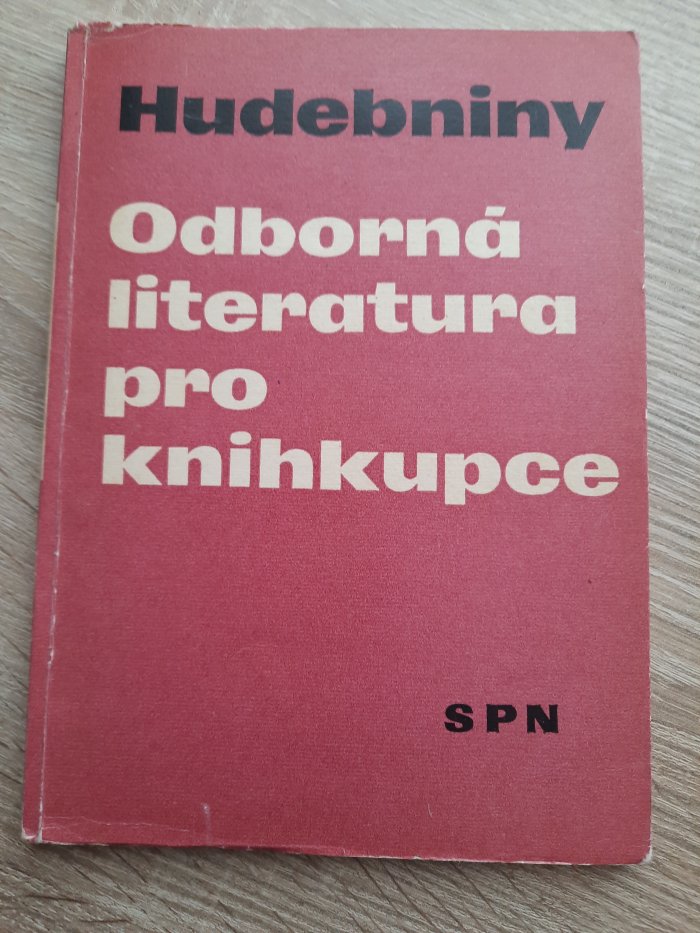 Hudebniny
Odborná
literatura
pro
knihkupce
SPN